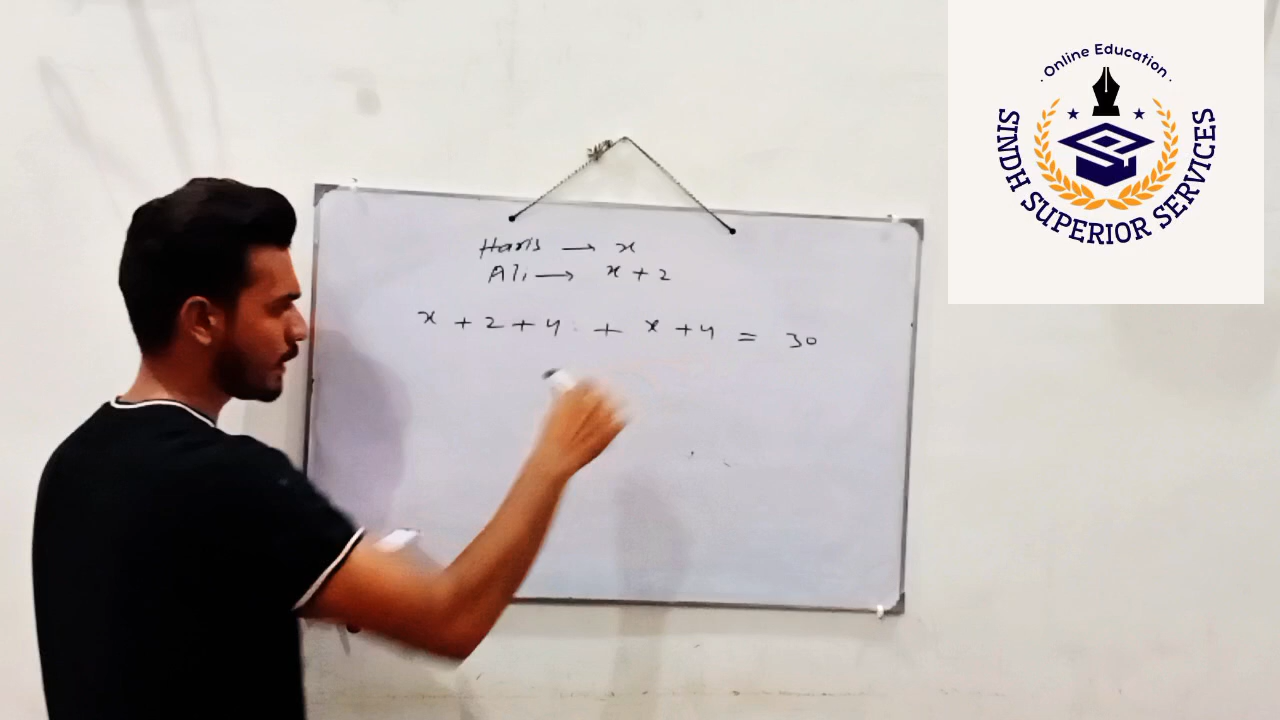 · Online Education ·
SINDH SUPERIOR SERVICES
Haris → x
Ali → x + 2
x + 2 + 4 + x + 4 = 30